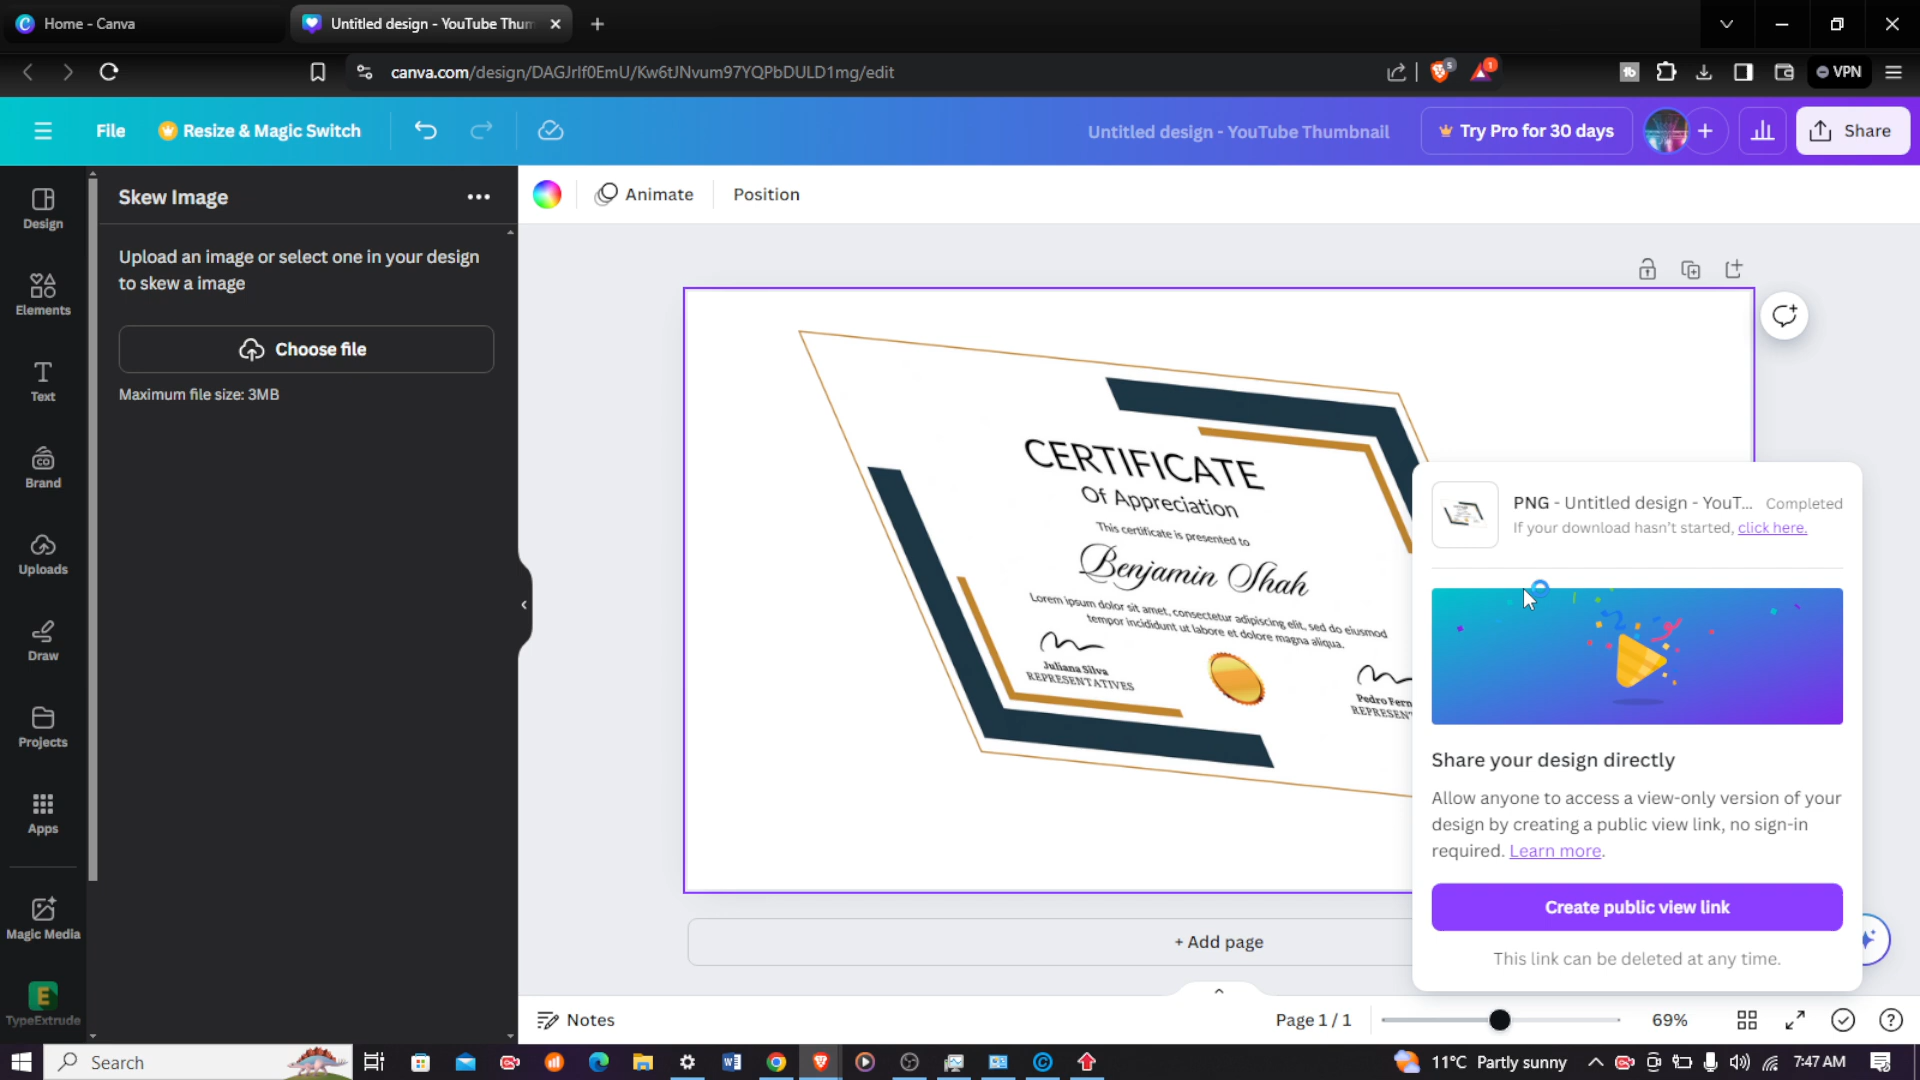 Home - Canva
Untitled design - YouTube Thum
canva.com/design/DAGJrIf0EmU/Kw6tJNvum97YQPbDULD1mg/edit
VPN
File
Resize & Magic Switch
Untitled design - YouTube Thumbnail
Try Pro for 30 days
Share
Design
Elements
Text
Brand
Uploads
Draw
Projects
Apps
Magic Media
TypeExtrude
Skew Image
Upload an image or select one in your design
to skew a image
Choose file
Maximum file size: 3MB
Animate
Position
CERTIFICATE
Of Appreciation
This certificate is presented to
Benjamin Shah
Lorem ipsum dolor sit amet, consectetur adipiscing elit, sed do eiusmod
tempor incididunt ut labore et dolore magna aliqua.
Juliana Silva
REPRESENTATIVES
Pedro Fern
REPRESEN
PNG - Untitled design - YouT... Completed
If your download hasn't started, click here.
Share your design directly
Allow anyone to access a view-only version of your
design by creating a public view link, no sign-in
required. Learn more.
Create public view link
This link can be deleted at any time.
+ Add page
Notes
Page 1 / 1
69%
Search
11°C Partly sunny
7:47 AM